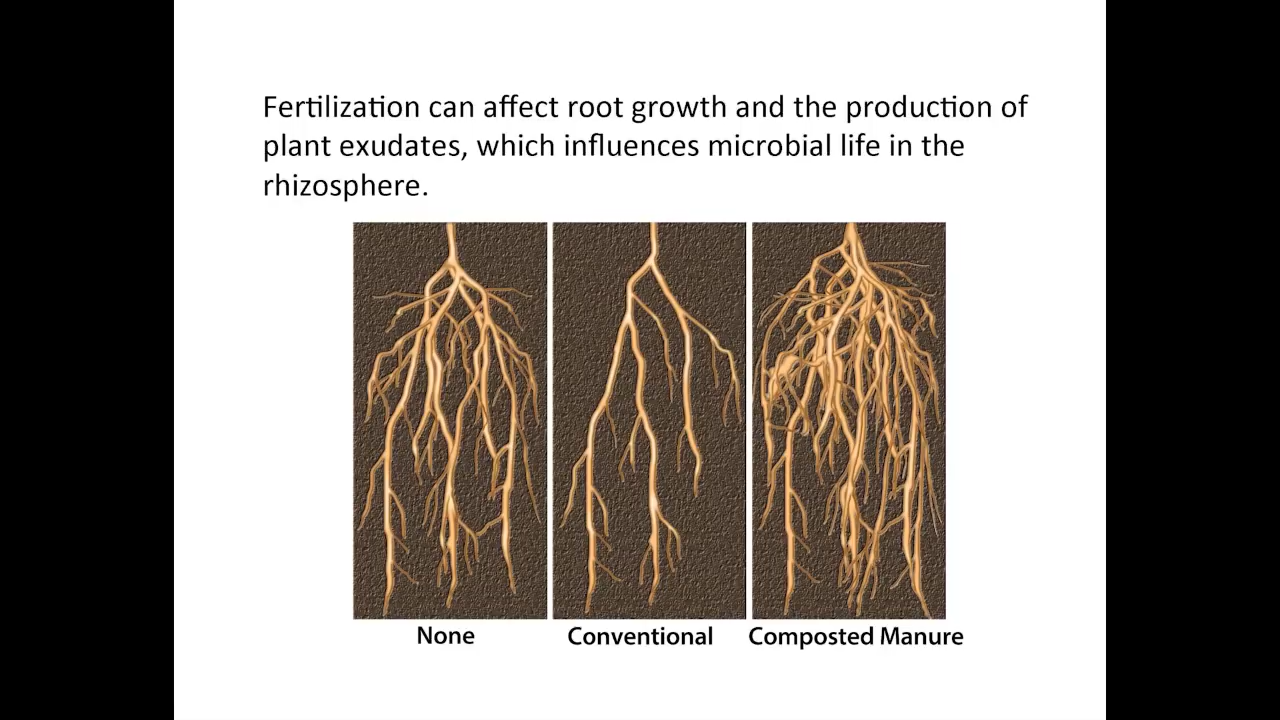 Fertilization can affect root growth and the production of
plant exudates, which influences microbial life in the
rhizosphere.
None
Conventional
Composted Manure